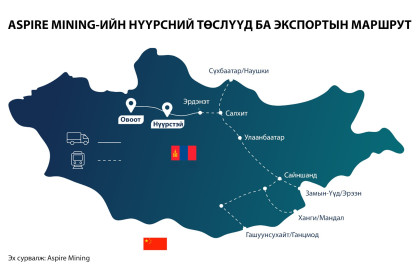 ASPIRE MINING-ИЙН НҮҮРСНИЙ ТӨСЛҮҮД БА ЭКСПОРТЫН МАРШРУТ
Сүхбаатар/Наушки
Эрдэнэт
Овоот
Нүүрстэй
Салхит
Улаанбаатар
Сайншанд
Замын-Үүд/Эрээн
Ханги/Мандал
Гашуунсухайт/Ганцмод
Эх сурвалж: Aspire Mining